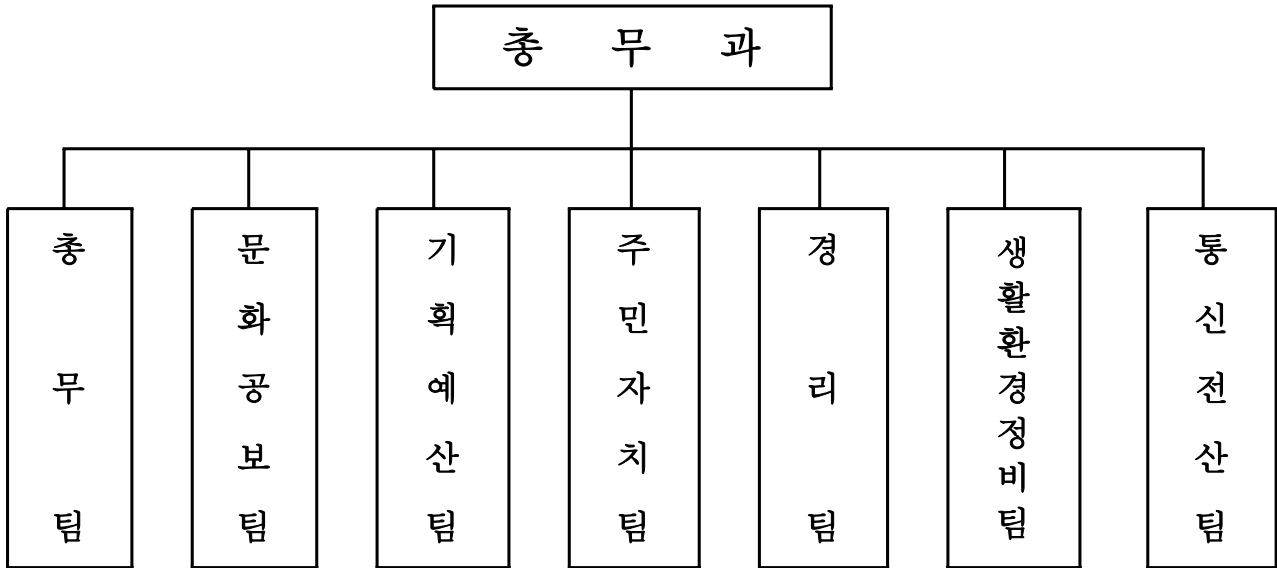 총 무 과
총무팀
문화공보팀
기획예산팀
주민자치팀
경리팀
생활환경정비팀
통신전산팀